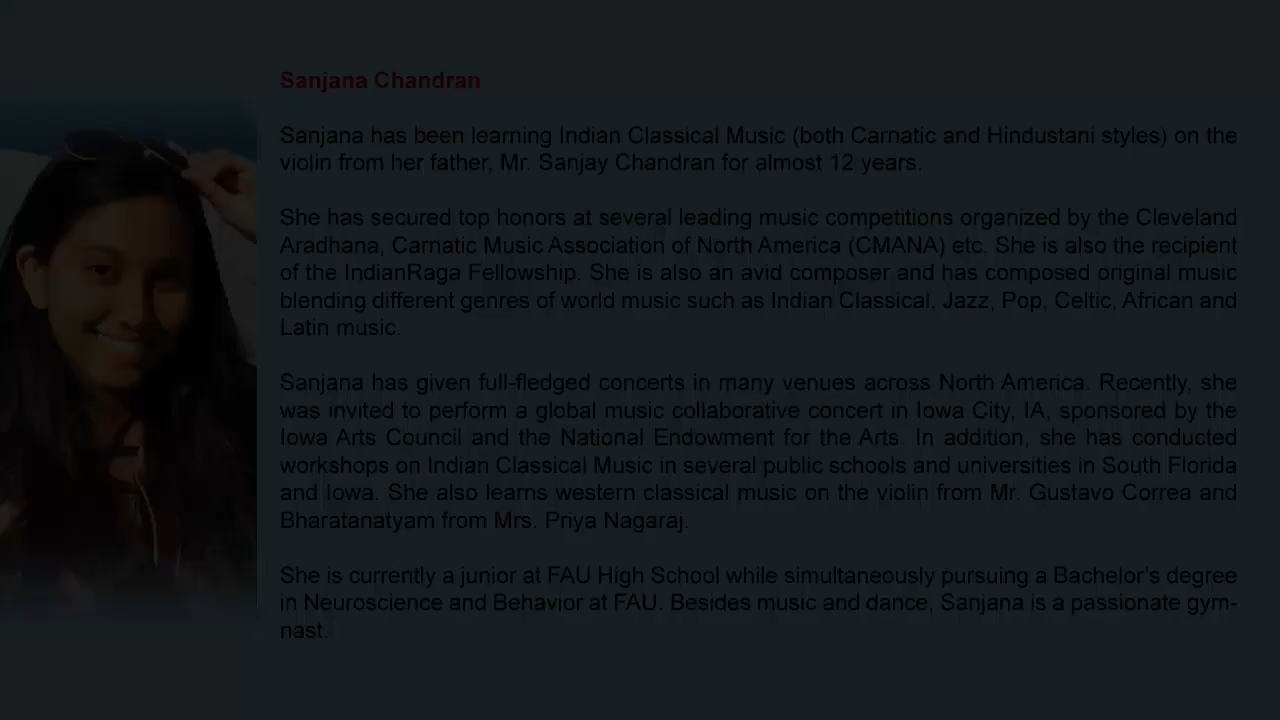 Sanjana Chandran
Sanjana has been learning Indian Classical Music (both Carnatic and Hindustani styles) on the
violin from her father, Mr. Sanjay Chandran for almost 12 years.
She has secured top honors at several leading music competitions organized by the Cleveland
Aradhana, Carnatic Music Association of North America (CMANA) etc. She is also the recipient
of the IndianRaga Fellowship. She is also an avid composer and has composed original music
blending different genres of world music such as Indian Classical, Jazz, Pop, Celtic, African and
Latin music.
Sanjana has given full-fledged concerts in many venues across North America. Recently, she
was invited to perform a global music collaborative concert in Iowa City, IA, sponsored by the
Iowa Arts Council and the National Endowment for the Arts. In addition, she has conducted
workshops on Indian Classical Music in several public schools and universities in South Florida
and Iowa. She also learns western classical music on the violin from Mr. Gustavo Correa and
Bharatanatyam from Mrs. Priya Nagaraj.
She is currently a junior at FAU High School while simultaneously pursuing a Bachelor's degree
in Neuroscience and Behavior at FAU. Besides music and dance, Sanjana is a passionate gym-
nast.